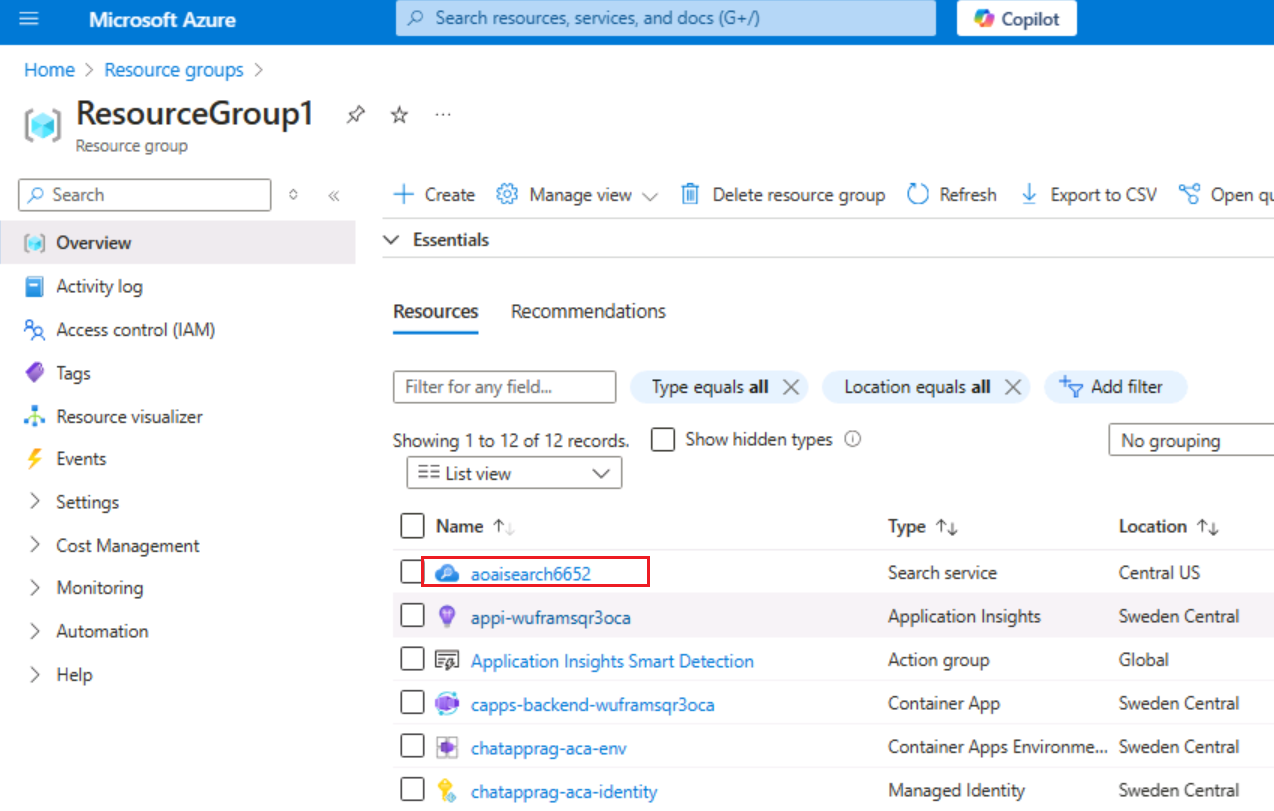 Microsoft Azure
Search resources, services, and docs (G+/)
Copilot
Home > Resource groups >
ResourceGroup1
...
Resource group
Search
Overview
Activity log
Access control (IAM)
Tags
Resource visualizer
Events
Settings
Cost Management
Monitoring
Automation
Help
Create Manage view Delete resource group Refresh Export to CSV Open qu
Essentials
Resources Recommendations
Filter for any field... Type equals all Location equals all Add filter
Showing 1 to 12 of 12 records. Show hidden types No grouping
List view
Name Type Location
aoaisearch6652 Search service Central US
appi-wuframsqr3oca Application Insights Sweden Central
Application Insights Smart Detection Action group Global
capps-backend-wuframsqr3oca Container App Sweden Central
chatapprag-aca-env Container Apps Environme... Sweden Central
chatapprag-aca-identity Managed Identity Sweden Central